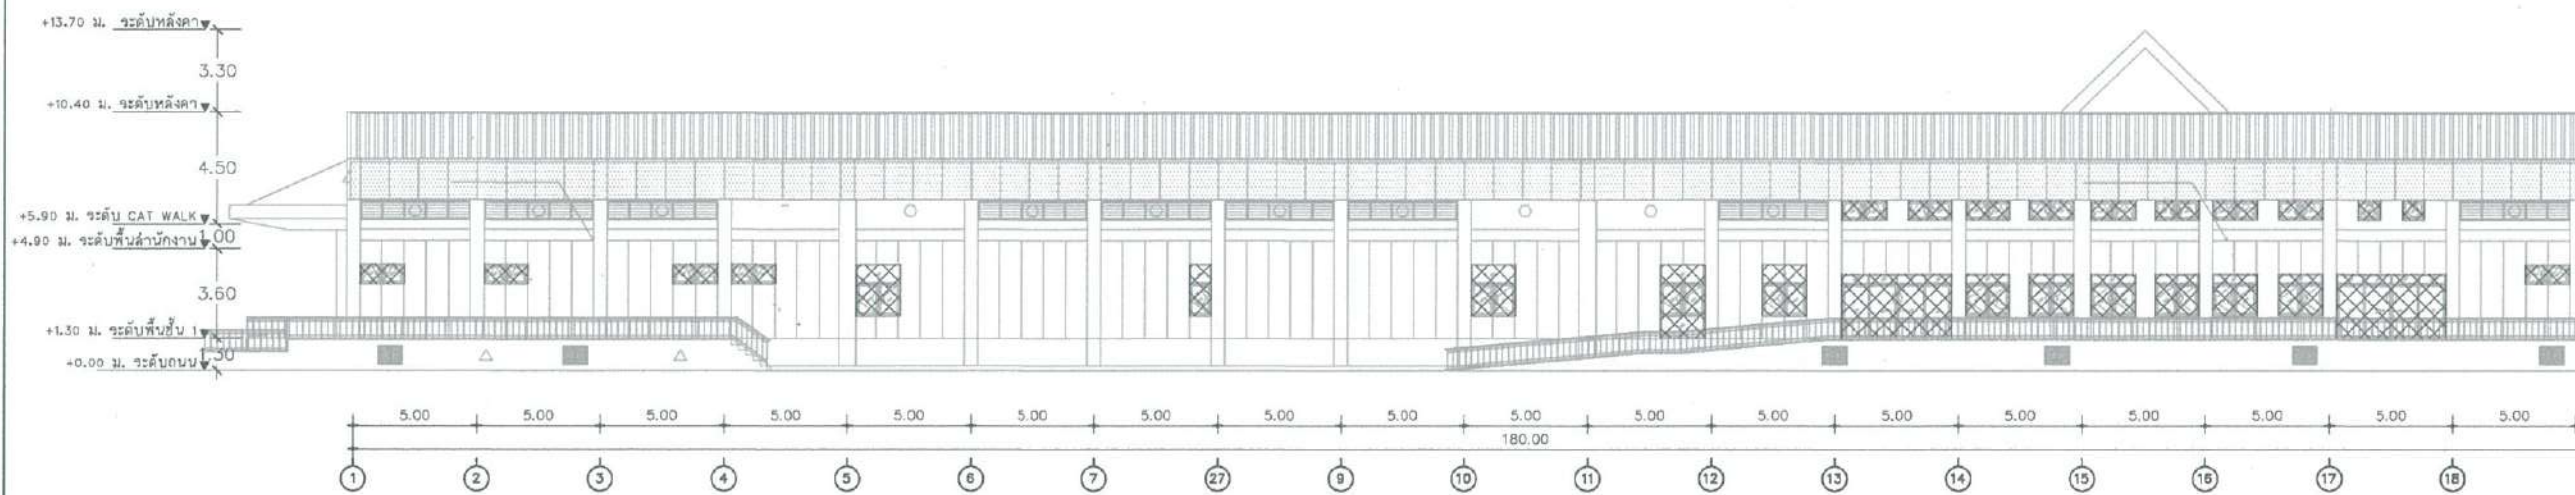 +13.70 ม. ระดับหลังคา
3.30
+10.40 ม. ระดับหลังคา
4.50
+5.90 ม. ระดับ CAT WALK
1.00
+4.90 ม. ระดับพื้นสำนักงาน
3.60
+1.30 ม. ระดับพื้นชั้น 1
1.30
+0.00 ม. ระดับถนน
5.00 5.00 5.00 5.00 5.00 5.00 5.00 5.00 5.00 5.00 5.00 5.00 5.00 5.00 5.00 5.00 5.00 5.00
180.00
1 2 3 4 5 6 7 27 9 10 11 12 13 14 15 16 17 18